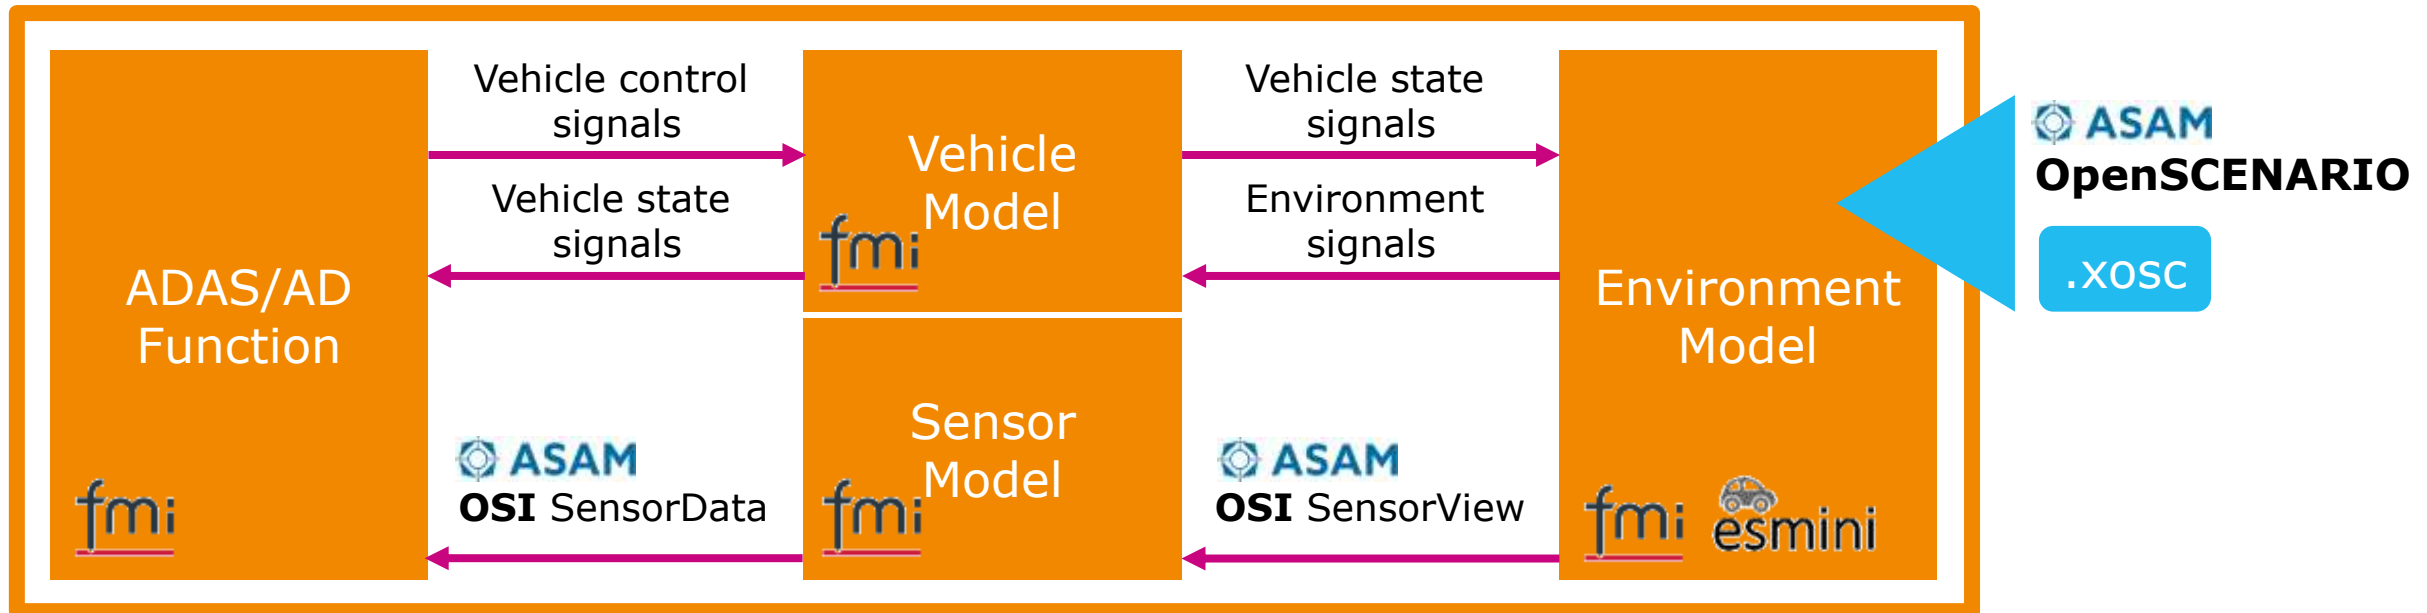 ADAS/AD
Function
fmi
Vehicle control
signals
Vehicle state
signals
ASAM
OSI SensorData
Vehicle
Model
fmi
Sensor
Model
fmi
Vehicle state
signals
Environment
signals
ASAM
OSI SensorView
Environment
Model
fmi
esmini
ASAM
OpenSCENARIO
.xosc